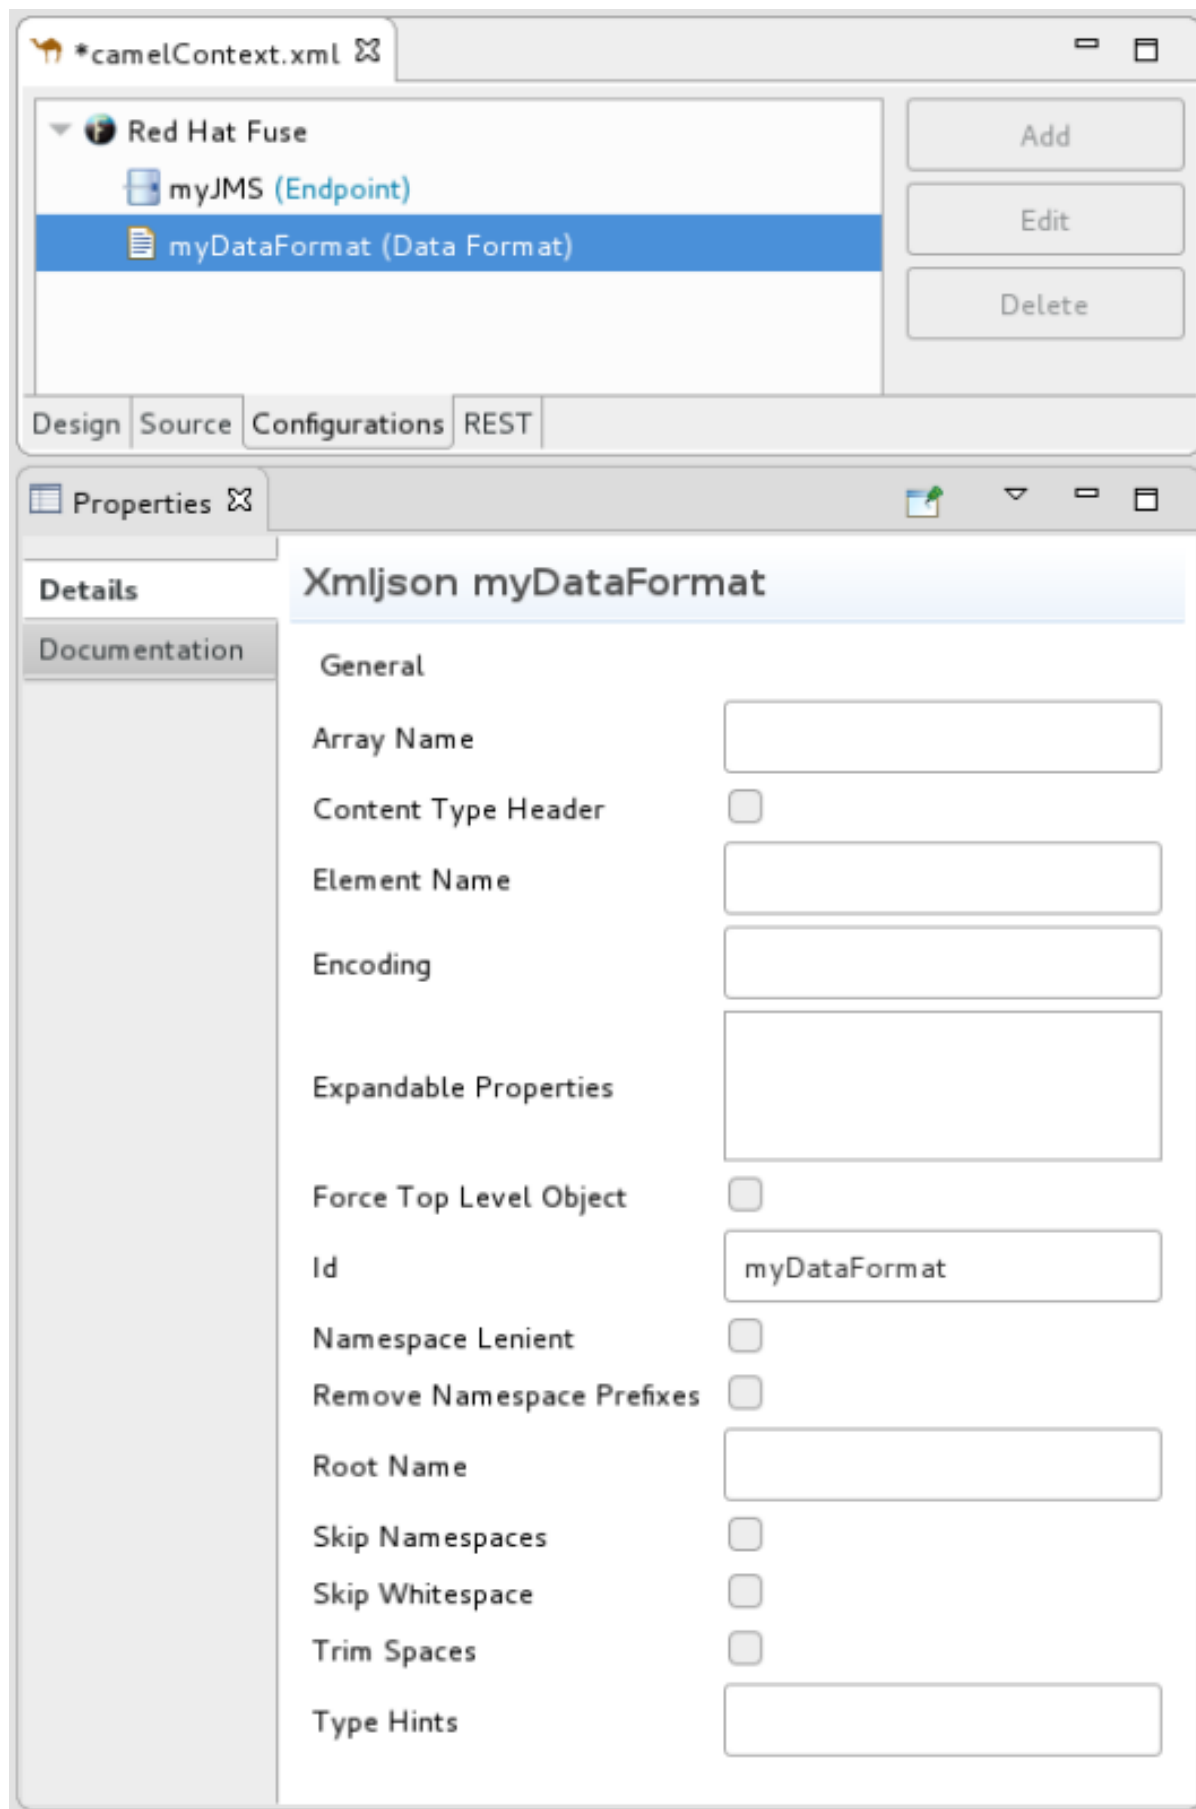 *camelContext.xml
Red Hat Fuse
Add
myJMS (Endpoint)
Edit
myDataFormat (Data Format)
Delete
Design Source Configurations REST
Properties
Details
Xmljson myDataFormat
Documentation
General
Array Name
Content Type Header
Element Name
Encoding
Expandable Properties
Force Top Level Object
Id myDataFormat
Namespace Lenient
Remove Namespace Prefixes
Root Name
Skip Namespaces
Skip Whitespace
Trim Spaces
Type Hints